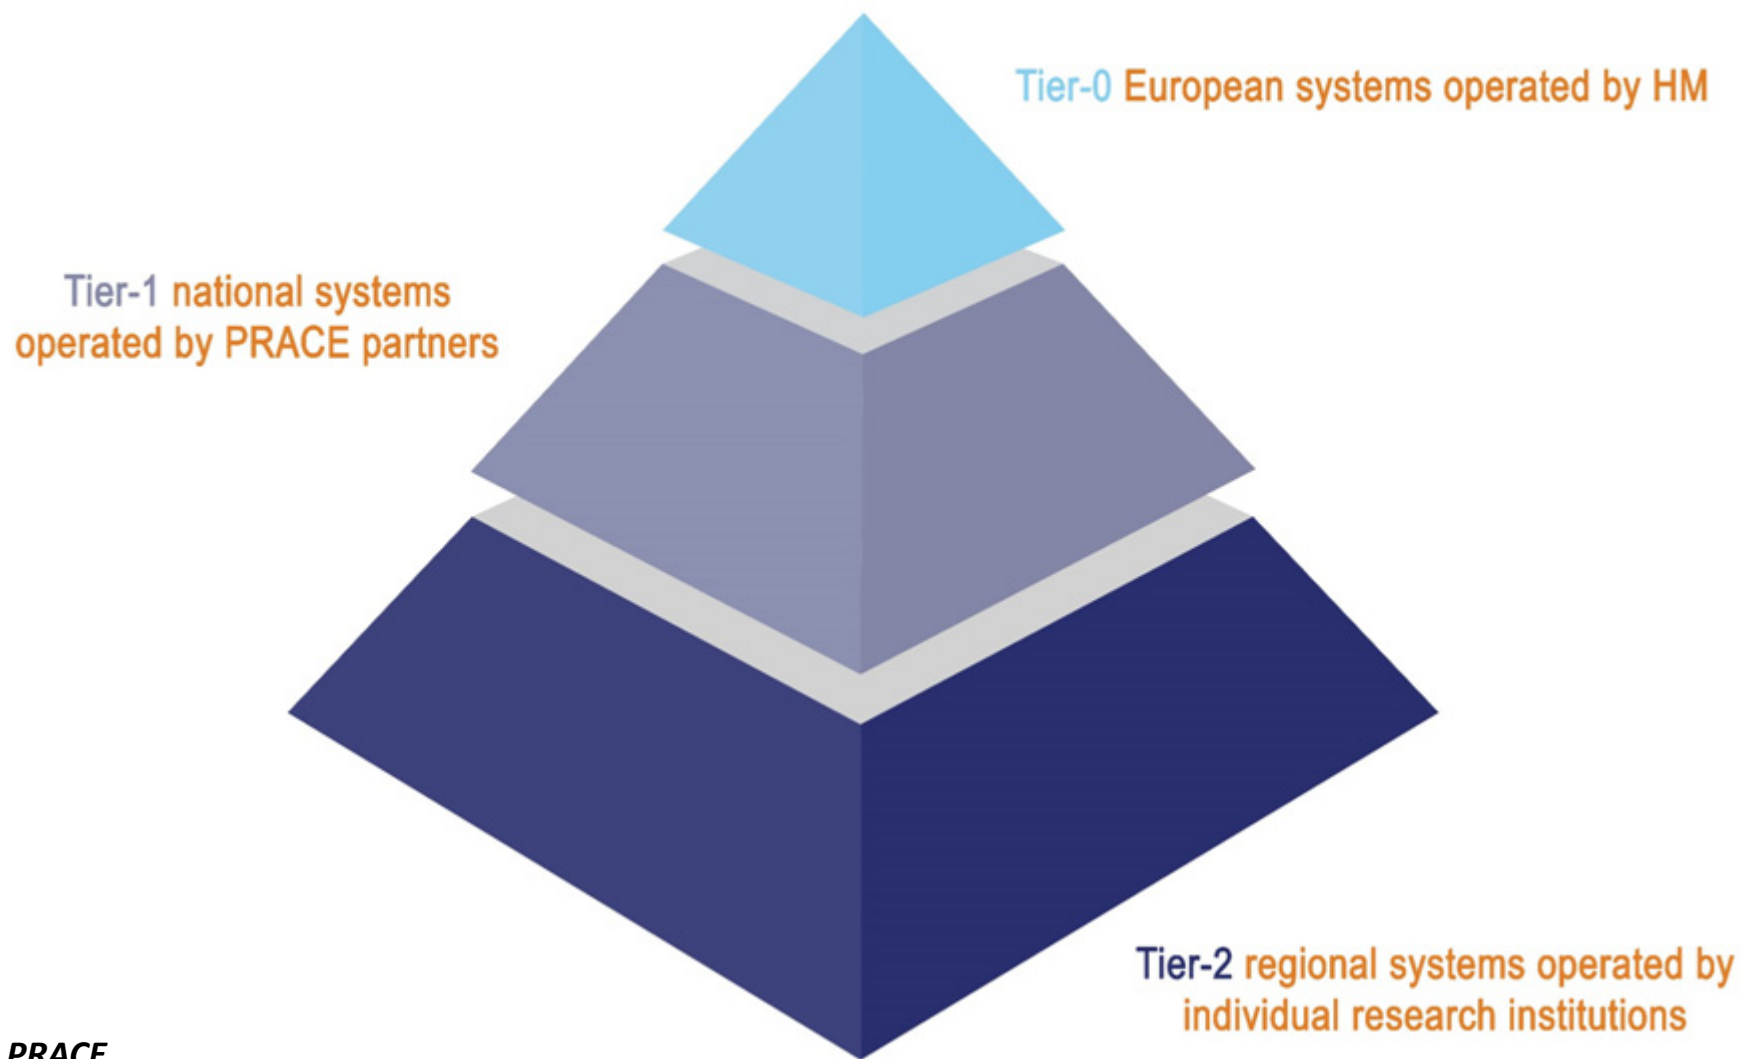 Tier-0 European systems operated by HM
Tier-1 national systems
operated by PRACE partners
Tier-2 regional systems operated by
individual research institutions
PRACE